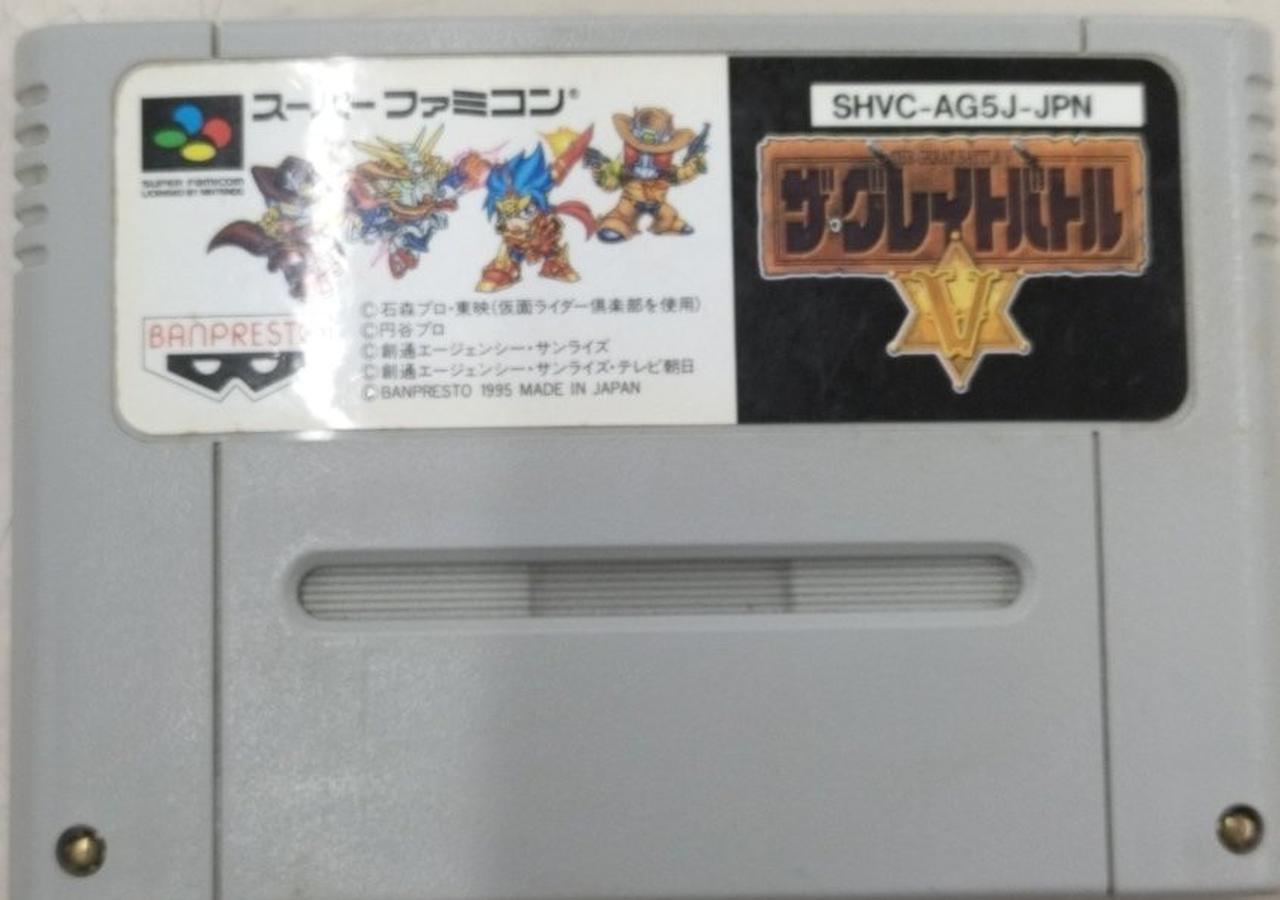 スーパーファミコン®
SUPER FAMICOM
LICENSED BY NINTENDO
BANPRESTO
©石森プロ・東映(仮面ライダー倶楽部を使用)
©円谷プロ
©創通エージェンシー・サンライズ
©創通エージェンシー・サンライズ・テレビ朝日
©BANPRESTO 1995 MADE IN JAPAN
SHVC-AG5J-JPN
THE GREAT BATTLE V
ザ・グレイトバトル
V